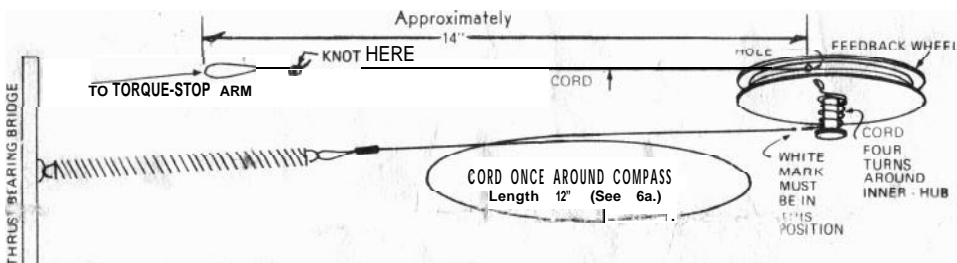 Approximately
14"
HOLE
FEEDBACK WHEEL
KNOT HERE
CORD
TO TORQUE-STOP ARM
THRUST BEARING BRIDGE
CORD ONCE AROUND COMPASS
Length 12" (See 6a.)
WHITE
MARK
MUST
BE IN
THIS
POSITION
CORD
FOUR
TURNS
AROUND
INNER - HUB